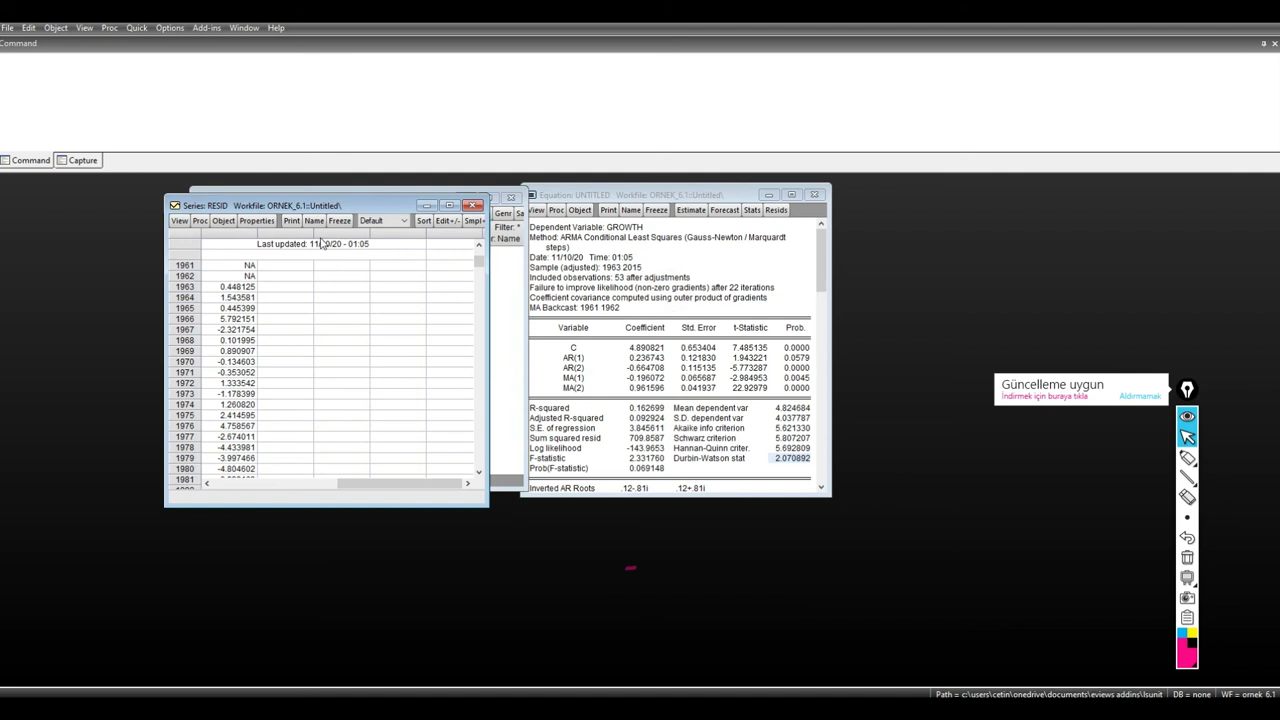 File Edit Object View Proc Quick Options Add-ins Window Help
Command
Command Capture
Series: RESID Workfile: ORNEK_6.1::Untitled\
View Proc Object Properties Print Name Freeze Default Sort Edit+/- Smpl+
Last updated: 11/ /20 - 01:05
1961 NA
1962 NA
1963 0.448125
1964 1.543581
1965 0.445399
1966 5.792151
1967 -2.321754
1968 0.101995
1969 0.890907
1970 -0.134603
1971 -0.353052
1972 1.333542
1973 -1.178399
1974 1.260820
1975 2.414595
1976 4.758567
1977 -2.674011
1978 -4.433981
1979 -3.997466
1980 -4.804602
1981
Genr Sa
Filter: *
r: Name
Equation: UNTITLED Workfile: ORNEK_6.1::Untitled\
View Proc Object Print Name Freeze Estimate Forecast Stats Resids
Dependent Variable: GROWTH
Method: ARMA Conditional Least Squares (Gauss-Newton / Marquardt
steps)
Date: 11/10/20 Time: 01:05
Sample (adjusted): 1963 2015
Included observations: 53 after adjustments
Failure to improve likelihood (non-zero gradients) after 22 iterations
Coefficient covariance computed using outer product of gradients
MA Backcast: 1961 1962
Variable Coefficient Std. Error t-Statistic Prob.
C 4.890821 0.653404 7.485135 0.0000
AR(1) 0.236743 0.121830 1.943221 0.0579
AR(2) -0.664708 0.115135 -5.773287 0.0000
MA(1) -0.196072 0.065687 -2.984953 0.0045
MA(2) 0.961596 0.041937 22.92979 0.0000
R-squared 0.162699 Mean dependent var 4.824684
Adjusted R-squared 0.092924 S.D. dependent var 4.037787
S.E. of regression 3.845611 Akaike info criterion 5.621330
Sum squared resid 709.8587 Schwarz criterion 5.807207
Log likelihood -143.9653 Hannan-Quinn criter. 5.692809
F-statistic 2.331760 Durbin-Watson stat 2.070892
Prob(F-statistic) 0.069148
Inverted AR Roots .12-.81i .12+.81i
Güncelleme uygun
İndirmek için buraya tıkla Aldırmamak
Path = c:\users\cetin\onedrive\documents\eviews addins\lsunit DB = none WF = ornek 6.1